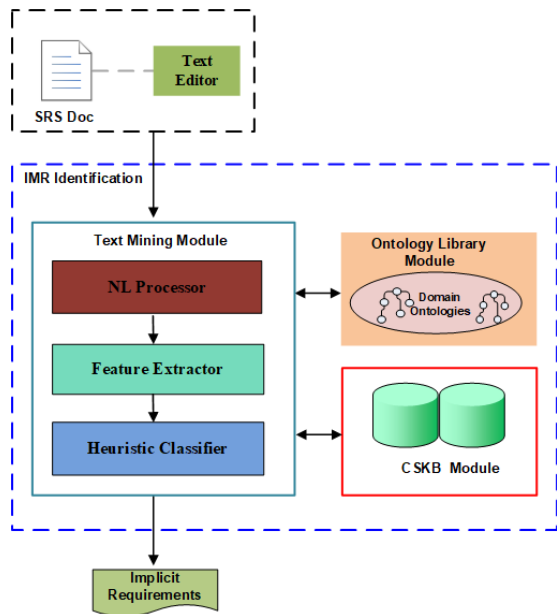 Text
Editor
SRS Doc
IMR Identification
Text Mining Module
NL Processor
Feature Extractor
Heuristic Classifier
Ontology Library
Module
Domain
Ontologies
CSKB Module
Implicit
Requirements